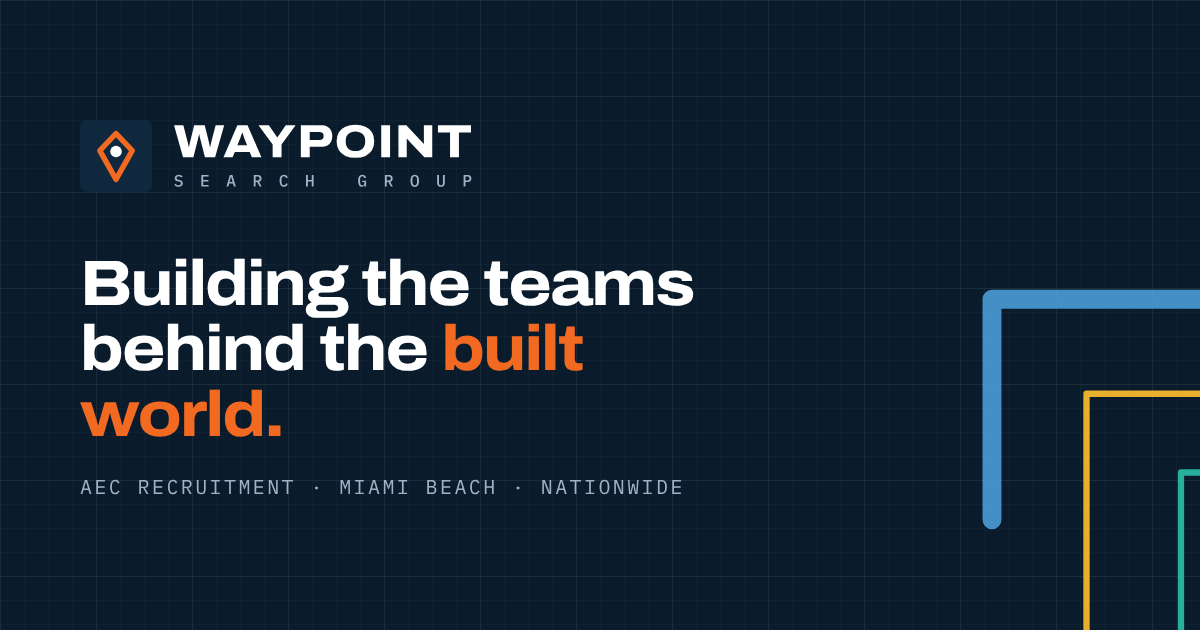 WAYPOINT
SEARCH GROUP
Building the teams
behind the built
world.
AEC RECRUITMENT · MIAMI BEACH · NATIONWIDE